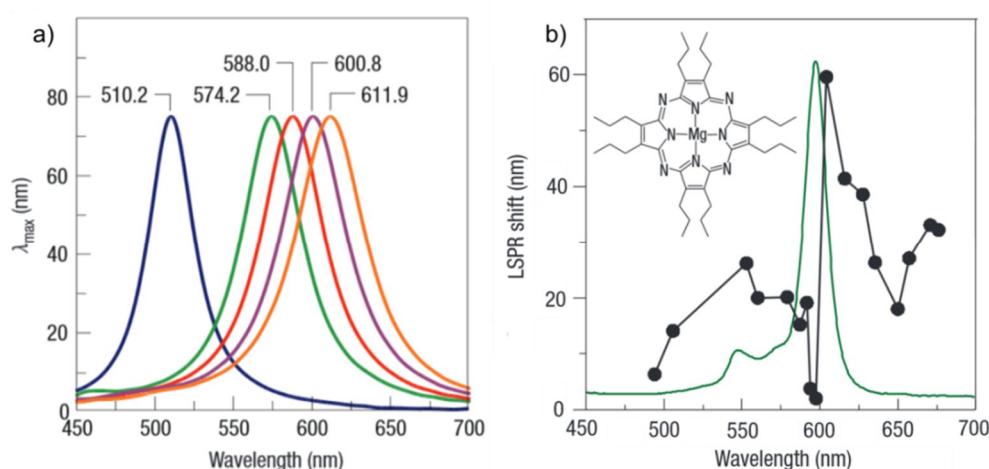 a)
588.0
600.8
510.2
574.2
611.9
80
60
40
20
0
λmax (nm)
450
500
550
600
650
700
Wavelength (nm)
b)
60
40
20
0
LSPR shift (nm)
N
N
N
N Mg N
N
N
N
450
500
550
600
650
700
Wavelength (nm)